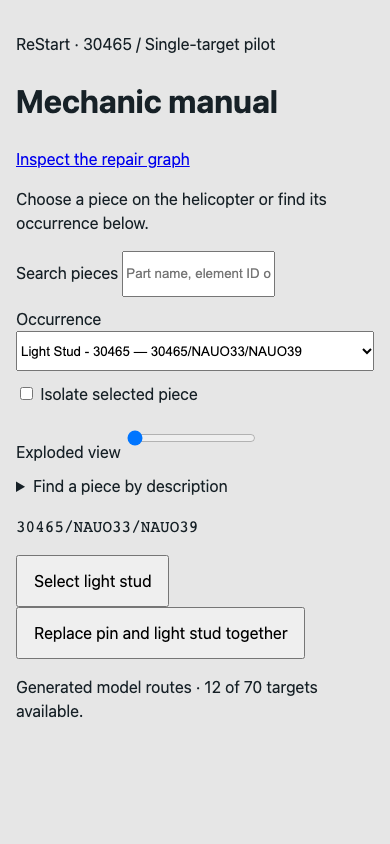 ReStart · 30465 / Single-target pilot
Mechanic manual
Inspect the repair graph
Choose a piece on the helicopter or find its
occurrence below.
Search pieces Part name, element ID o
Occurrence
Light Stud - 30465 — 30465/NAUO33/NAUO39
Isolate selected piece
Exploded view
Find a piece by description
30465/NAUO33/NAUO39
Select light stud
Replace pin and light stud together
Generated model routes · 12 of 70 targets
available.